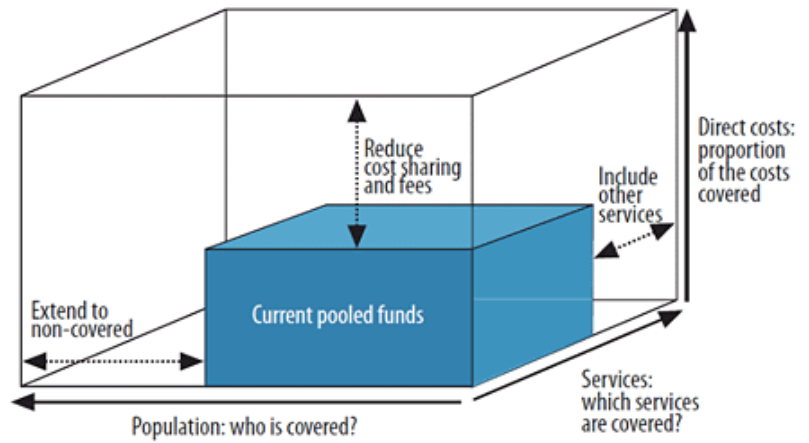 Reduce
cost sharing
and fees
Direct costs:
proportion
of the costs
covered
Include
other
services
Extend to
non-covered
Current pooled funds
Population: who is covered?
Services:
which services
are covered?